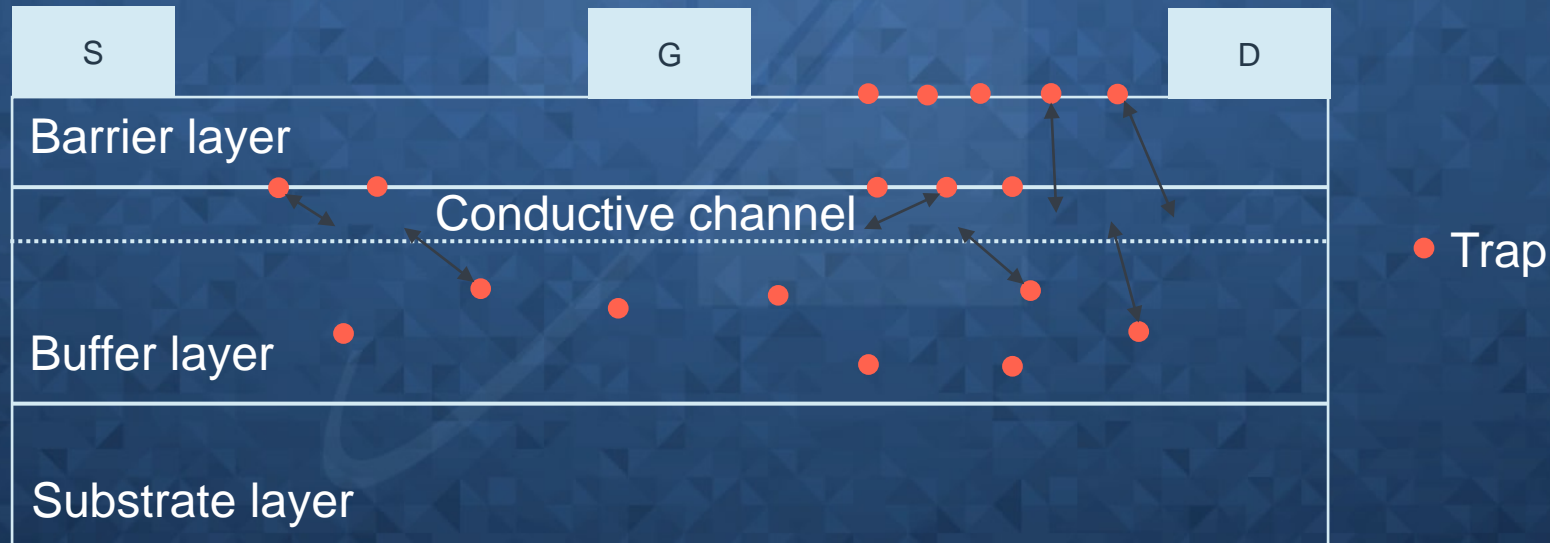 S
G
D
Barrier layer
Conductive channel
Trap
Buffer layer
Substrate layer